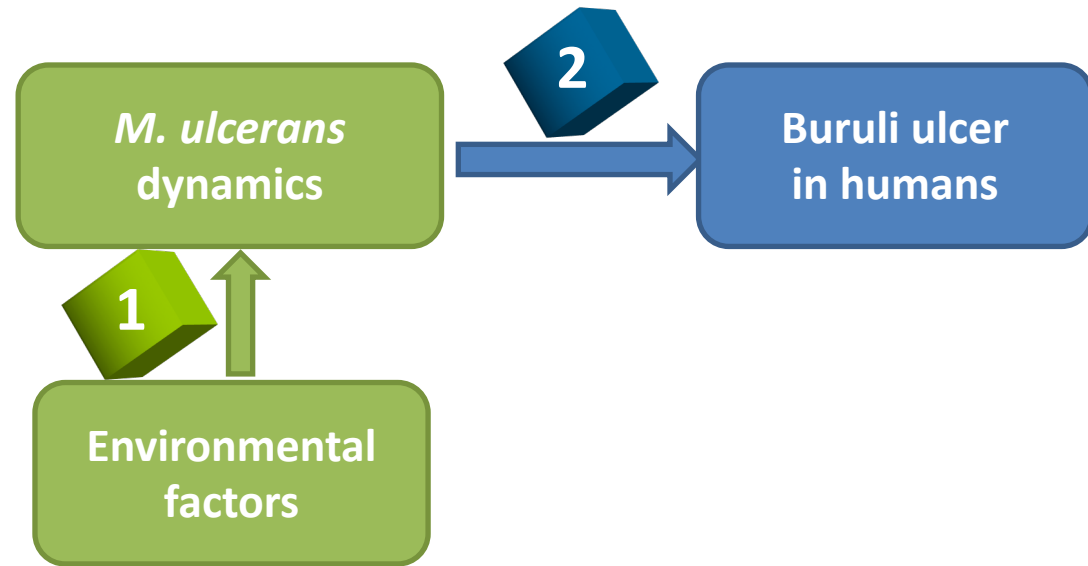 2
M. ulcerans
dynamics
Buruli ulcer
in humans
1
Environmental
factors